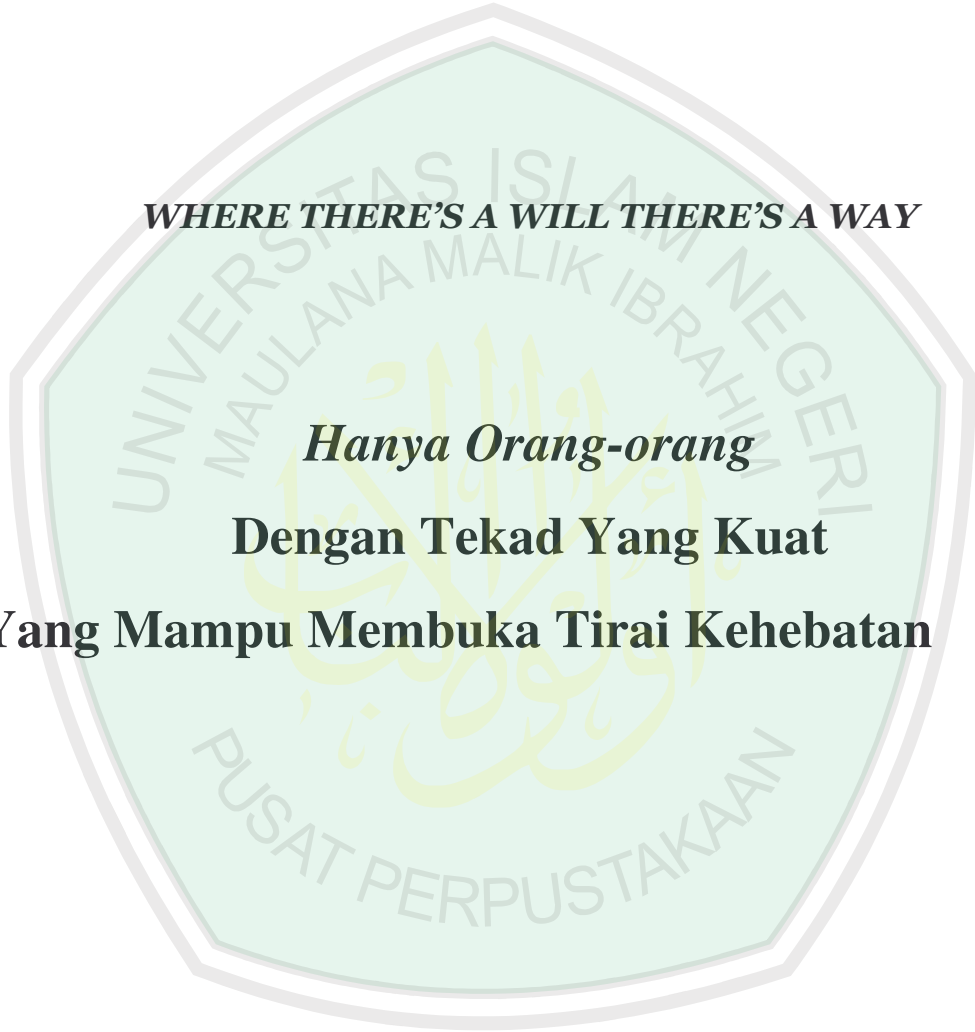 WHERE THERE’S A WILL THERE’S A WAY
Hanya Orang-orang
Dengan Tekad Yang Kuat
Yang Mampu Membuka Tirai Kehebatan
UNIVERSITAS ISLAM NEGERI
MAULANA MALIK IBRAHIM
PUSAT PERPUSTAKAAN